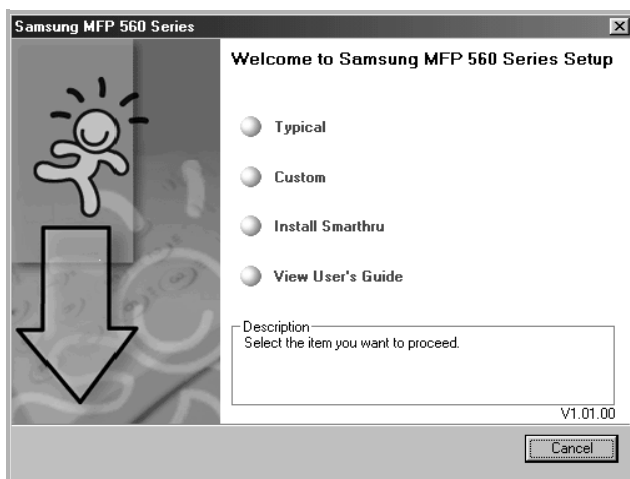 Samsung MFP 560 Series
Welcome to Samsung MFP 560 Series Setup
Typical
Custom
Install Smarthru
View User's Guide
Description
Select the item you want to proceed.
V1.01.00
Cancel